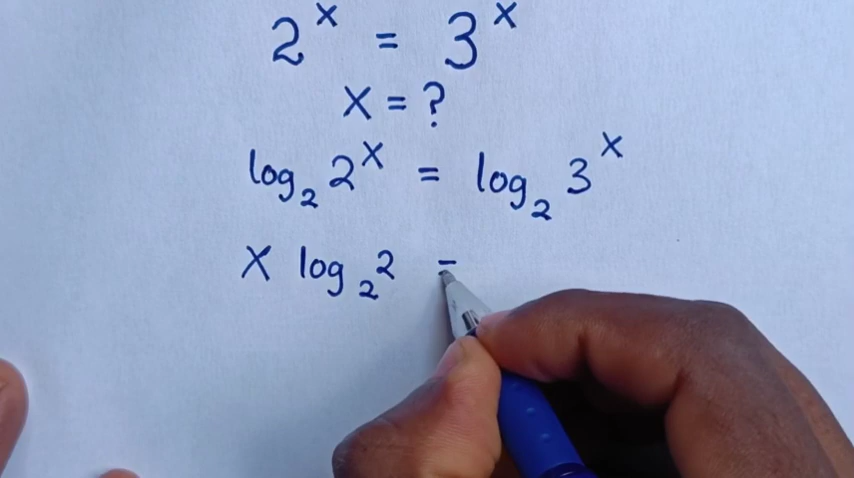 2^x = 3^x
x = ?
log₂ 2^x = log₂ 3^x
x log₂ 2 =